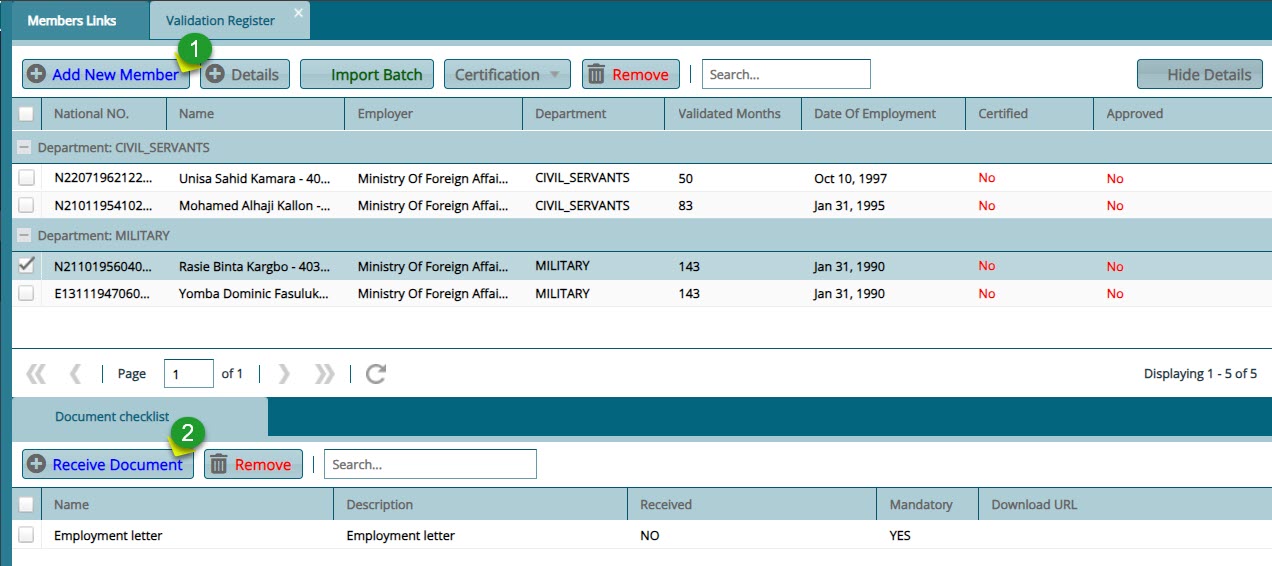 Members Links Validation Register ×
1
Add New Member Details Import Batch Certification Remove Search... Hide Details
National NO. Name Employer Department Validated Months Date Of Employment Certified Approved
Department: CIVIL_SERVANTS
N22071962122... Unisa Sahid Kamara - 40... Ministry Of Foreign Affai... CIVIL_SERVANTS 50 Oct 10, 1997 No No
N21011954102... Mohamed Alhaji Kallon -... Ministry Of Foreign Affai... CIVIL_SERVANTS 83 Jan 31, 1995 No No
Department: MILITARY
N21101956040... Rasie Binta Kargbo - 403... Ministry Of Foreign Affai... MILITARY 143 Jan 31, 1990 No No
E13111947060... Yomba Dominic Fasuluk... Ministry Of Foreign Affai... MILITARY 143 Jan 31, 1990 No No
Page 1 of 1 Displaying 1 - 5 of 5
Document checklist
2
Receive Document Remove Search...
Name Description Received Mandatory Download URL
Employment letter Employment letter NO YES